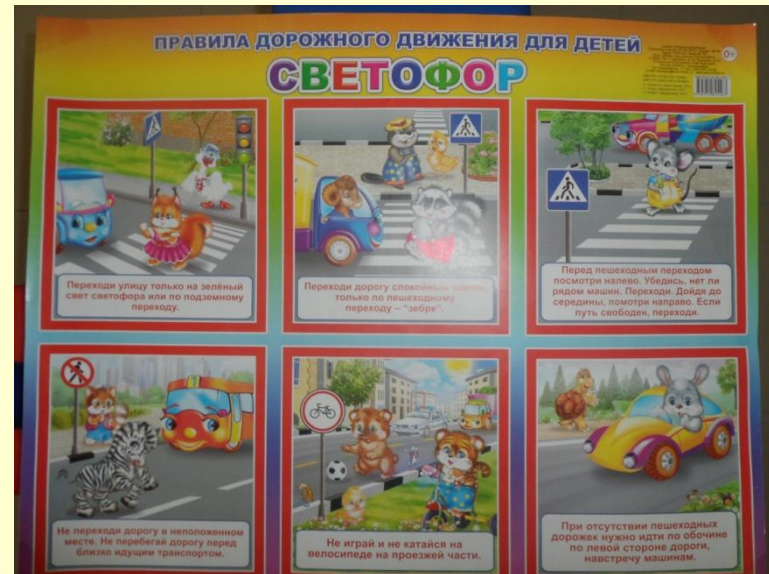 ПРАВИЛА ДОРОЖНОГО ДВИЖЕНИЯ ДЛЯ ДЕТЕЙ
0+
СВЕТОФОР
Переходи улицу только на зелёный
свет светофора или по подземному
переходу.
Переходи дорогу спокойным шагом,
только по пешеходному
переходу – "зебре".
Перед пешеходным переходом
посмотри налево. Убедись, нет ли
рядом машин. Переходи. Дойдя до
середины, помотри направо. Если
путь свободен, переходи.
Не переходи дорогу в неположенном
месте. Не перебегай дорогу перед
близко идущим транспортом.
Не играй и не катайся на
велосипеде на проезжей части.
При отсутствии пешеходных
дорожек нужно идти по обочине
по левой стороне дороги,
навстречу машинам.